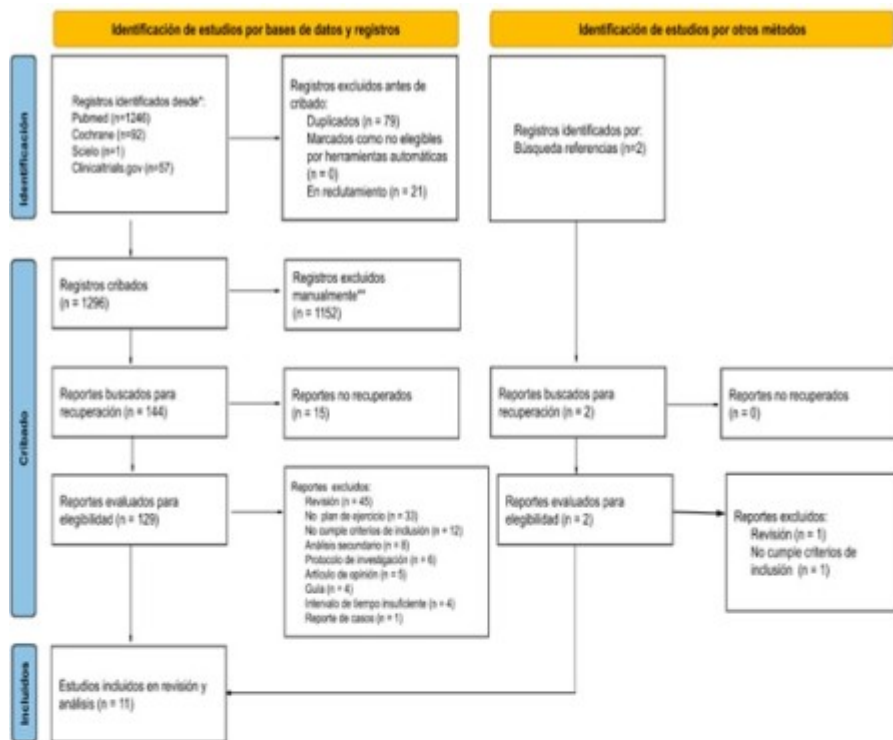 Identificación de estudios por bases de datos y registros
Identificación de estudios por otros métodos
Identificación
Registros identificados desde*:
Pubmed (n=1246)
Cochrane (n=92)
Scielo (n=1)
Clinicaltrials.gov (n=57)
Registros excluidos antes de
cribado:
Duplicados (n = 79)
Marcados como no elegibles
por herramientas automáticas
(n = 0)
En reclutamiento (n = 21)
Registros identificados por:
Búsqueda referencias (n=2)
Cribado
Registros cribados
(n = 1296)
Registros excluidos
manualmente**
(n = 1152)
Reportes buscados para
recuperación (n = 144)
Reportes no recuperados
(n = 15)
Reportes buscados para
recuperación (n = 2)
Reportes no recuperados
(n = 0)
Reportes evaluados para
elegibilidad (n = 129)
Reportes excluidos:
Revisión (n = 45)
No plan de ejercicio (n = 33)
No cumple criterios de inclusión (n = 12)
Análisis secundario (n = 8)
Protocolo de investigación (n = 6)
Artículo de opinión (n = 5)
Guía (n = 4)
Intervalo de tiempo insuficiente (n = 4)
Reporte de casos (n = 1)
Reportes evaluados para
elegibilidad (n = 2)
Reportes excluidos:
Revisión (n = 1)
No cumple criterios de
inclusión (n = 1)
Incluidos
Estudios incluidos en revisión y
análisis (n = 11)